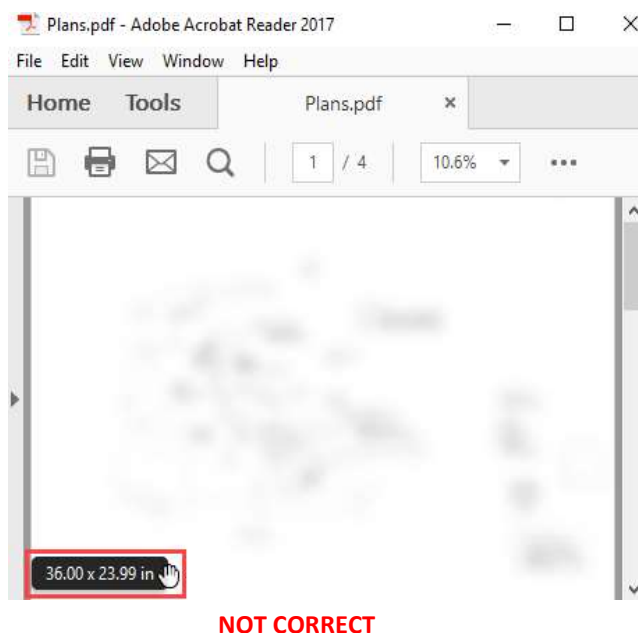 Plans.pdf - Adobe Acrobat Reader 2017
File Edit View Window Help
Home Tools Plans.pdf
1 / 4 10.6%
36.00 x 23.99 in
NOT CORRECT